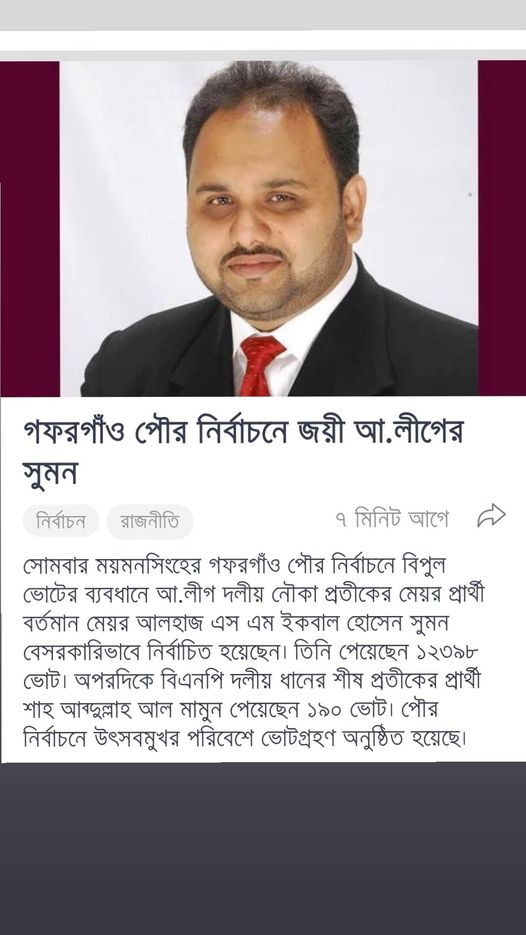 গফরগাঁও পৌর নির্বাচনে জয়ী আ.লীগের
সুমন
নির্বাচন রাজনীতি ৭ মিনিট আগে
সোমবার ময়মনসিংহের গফরগাঁও পৌর নির্বাচনে বিপুল
ভোটের ব্যবধানে আ.লীগ দলীয় নৌকা প্রতীকের মেয়র প্রার্থী
বর্তমান মেয়র আলহাজ এস এম ইকবাল হোসেন সুমন
বেসরকারিভাবে নির্বাচিত হয়েছেন। তিনি পেয়েছেন ১২৩৯৮
ভোট। অপরদিকে বিএনপি দলীয় ধানের শীষ প্রতীকের প্রার্থী
শাহ আব্দুল্লাহ আল মামুন পেয়েছেন ১৯০ ভোট। পৌর
নির্বাচনে উৎসবমুখর পরিবেশে ভোটগ্রহণ অনুষ্ঠিত হয়েছে।